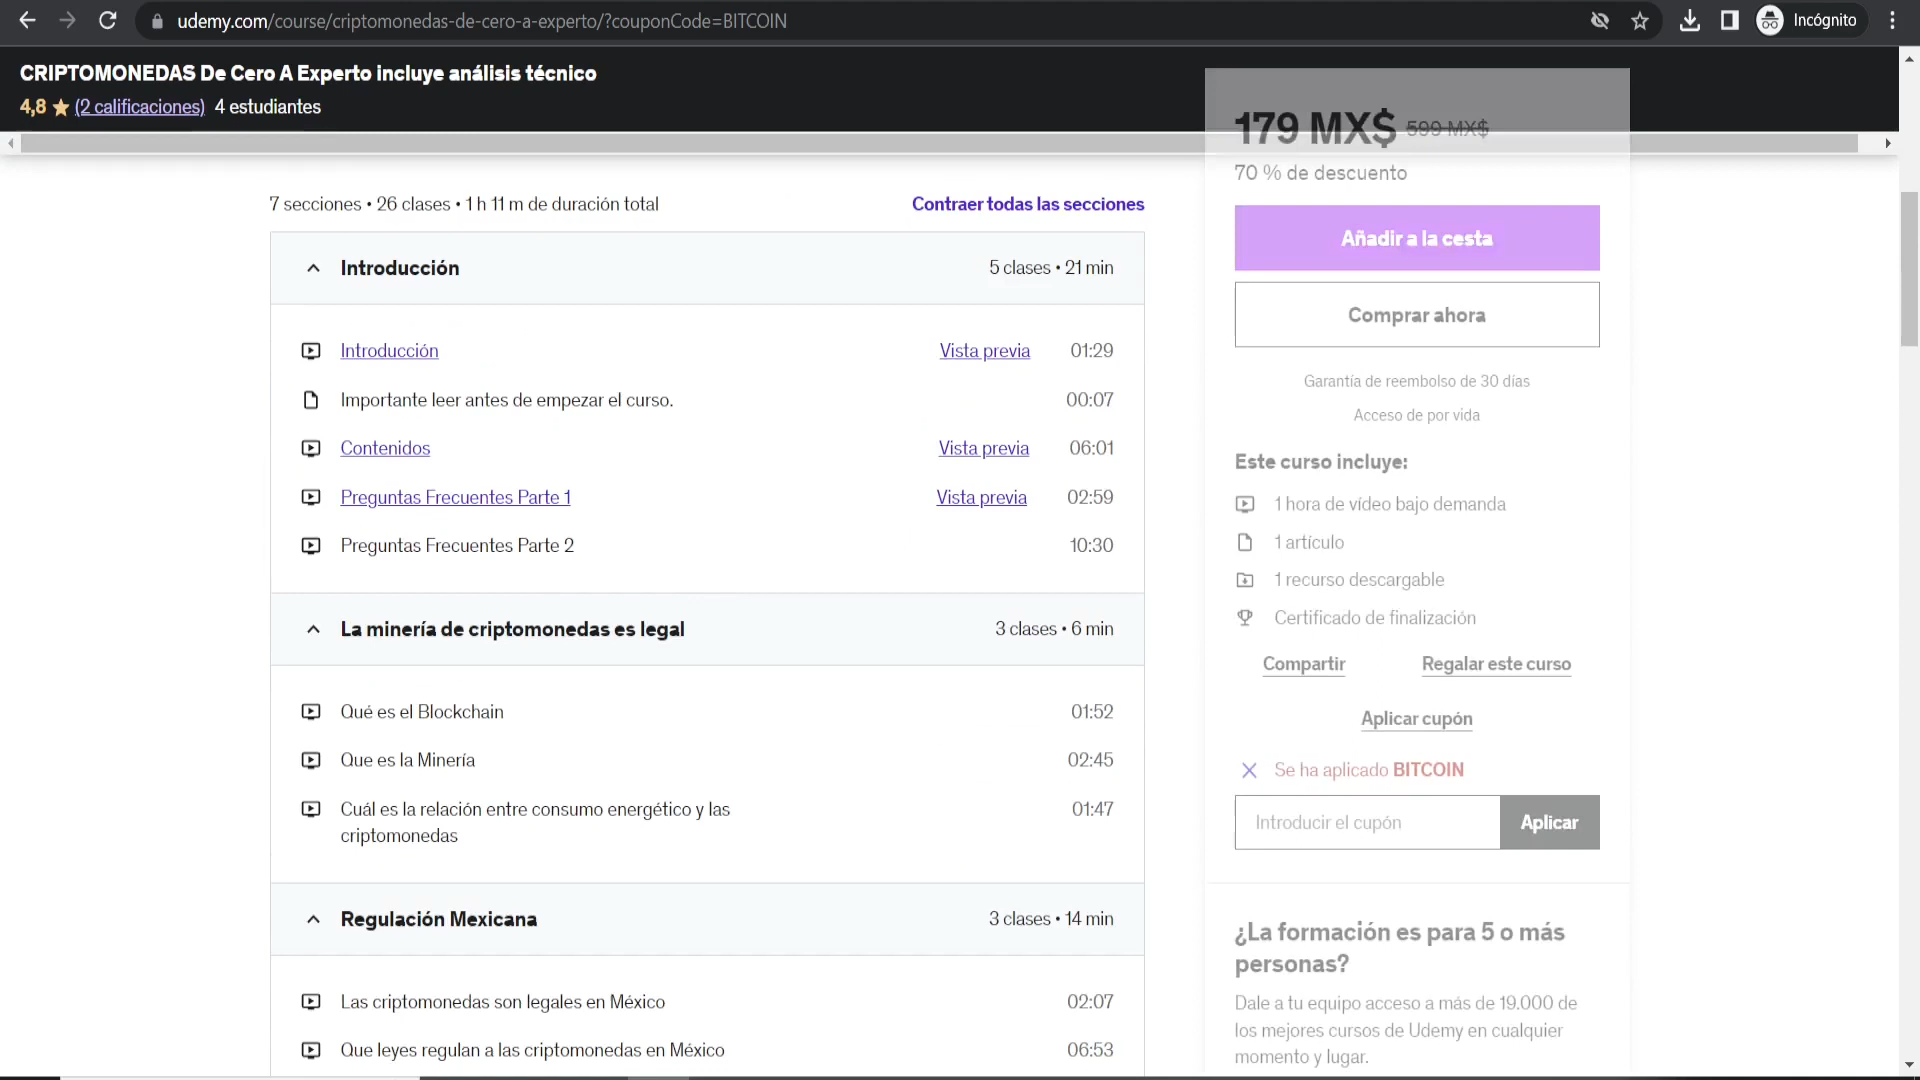 udemy.com/course/criptomonedas-de-cero-a-experto/?couponCode=BITCOIN
Incógnito
CRIPTOMONEDAS De Cero A Experto incluye análisis técnico
4,8 (2 calificaciones) 4 estudiantes
7 secciones • 26 clases • 1 h 11 m de duración total
Contraer todas las secciones
Introducción
5 clases • 21 min
Introducción Vista previa 01:29
Importante leer antes de empezar el curso. 00:07
Contenidos Vista previa 06:01
Preguntas Frecuentes Parte 1 Vista previa 02:59
Preguntas Frecuentes Parte 2 10:30
La minería de criptomonedas es legal
3 clases • 6 min
Qué es el Blockchain 01:52
Que es la Minería 02:45
Cuál es la relación entre consumo energético y las 01:47
criptomonedas
Regulación Mexicana
3 clases • 14 min
Las criptomonedas son legales en México 02:07
Que leyes regulan a las criptomonedas en México 06:53
179 MX$ 599 MX$
70 % de descuento
Añadir a la cesta
Comprar ahora
Garantía de reembolso de 30 días
Acceso de por vida
Este curso incluye:
1 hora de vídeo bajo demanda
1 artículo
1 recurso descargable
Certificado de finalización
Compartir Regalar este curso
Aplicar cupón
Se ha aplicado BITCOIN
Introducir el cupón Aplicar
¿La formación es para 5 o más
personas?
Dale a tu equipo acceso a más de 19.000 de
los mejores cursos de Udemy en cualquier
momento y lugar.